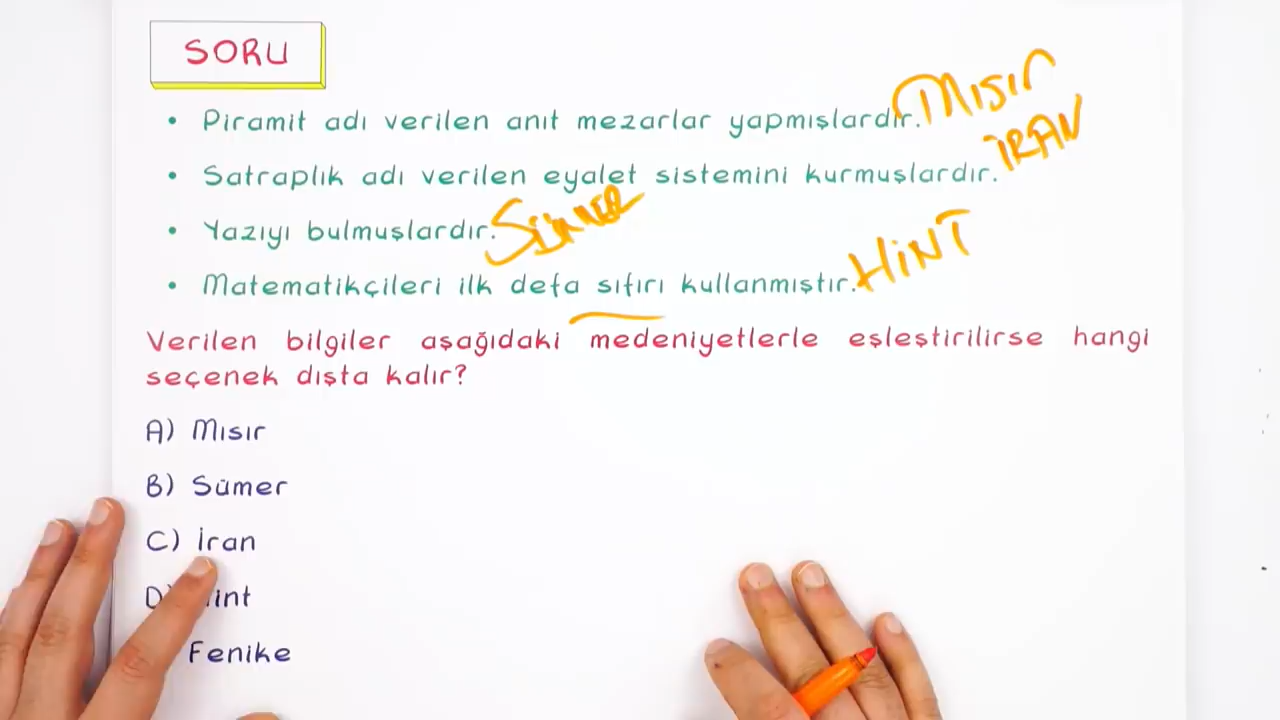 SORU
• Piramit adı verilen anıt mezarlar yapmışlardır. Mısır
• Satraplık adı verilen eyalet sistemini kurmuşlardır. İRAN
• Yazıyı bulmuşlardır. SÜMER
• Matematikçileri ilk defa sıfırı kullanmıştır. HİNT
Verilen bilgiler aşağıdaki medeniyetlerle eşleştirilirse hangi
seçenek dışta kalır?
A) Mısır
B) Sümer
C) İran
D)
Fenike